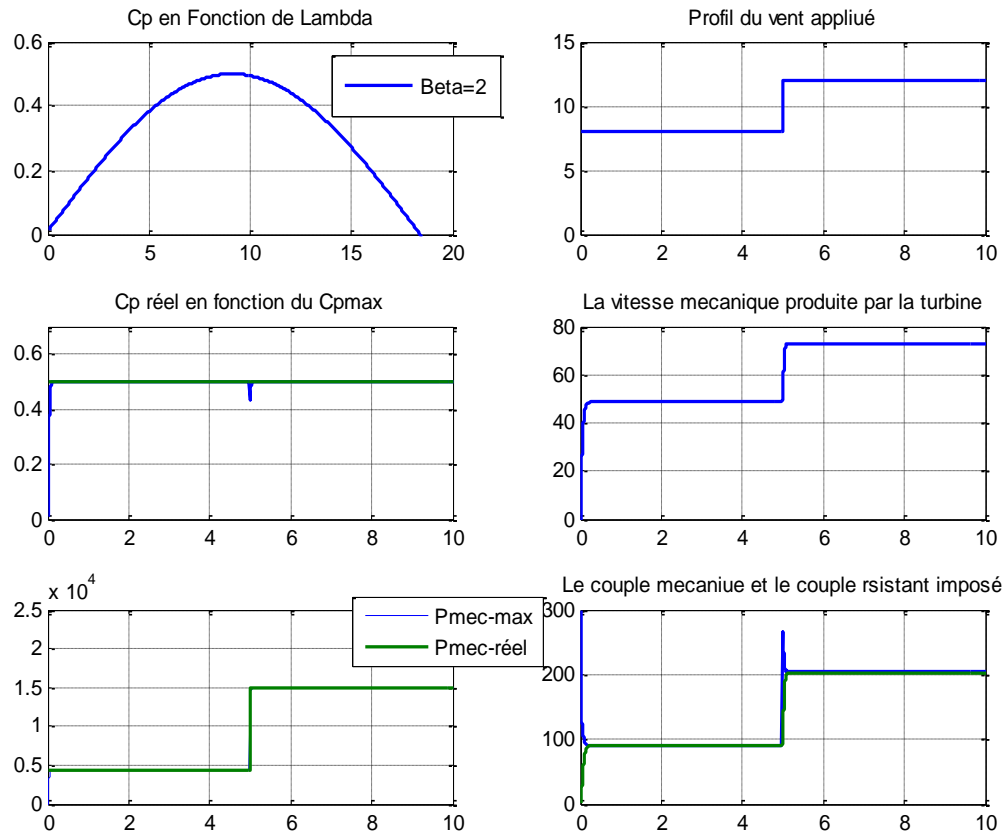 Cp en Fonction de Lambda
0.6
0.4
0.2
0
0 5 10 15 20
Beta=2
Profil du vent appliué
15
10
5
0
0 2 4 6 8 10
Cp réel en fonction du Cpmax
0.6
0.4
0.2
0
0 2 4 6 8 10
La vitesse mecanique produite par la turbine
80
60
40
20
0
0 2 4 6 8 10
x 10^4
2.5
2
1.5
1
0.5
0
0 2 4 6 8 10
Pmec-max
Pmec-réel
Le couple mecaniue et le couple rsistant imposé
300
200
100
0
0 2 4 6 8 10